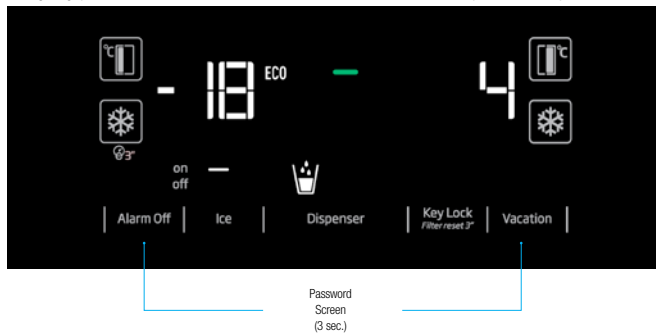 °C
- 18
ECO
4
°C
3"
on
off
Alarm Off
Ice
Dispenser
Key Lock
Filter reset 3"
Vacation
Password
Screen
(3 sec.)